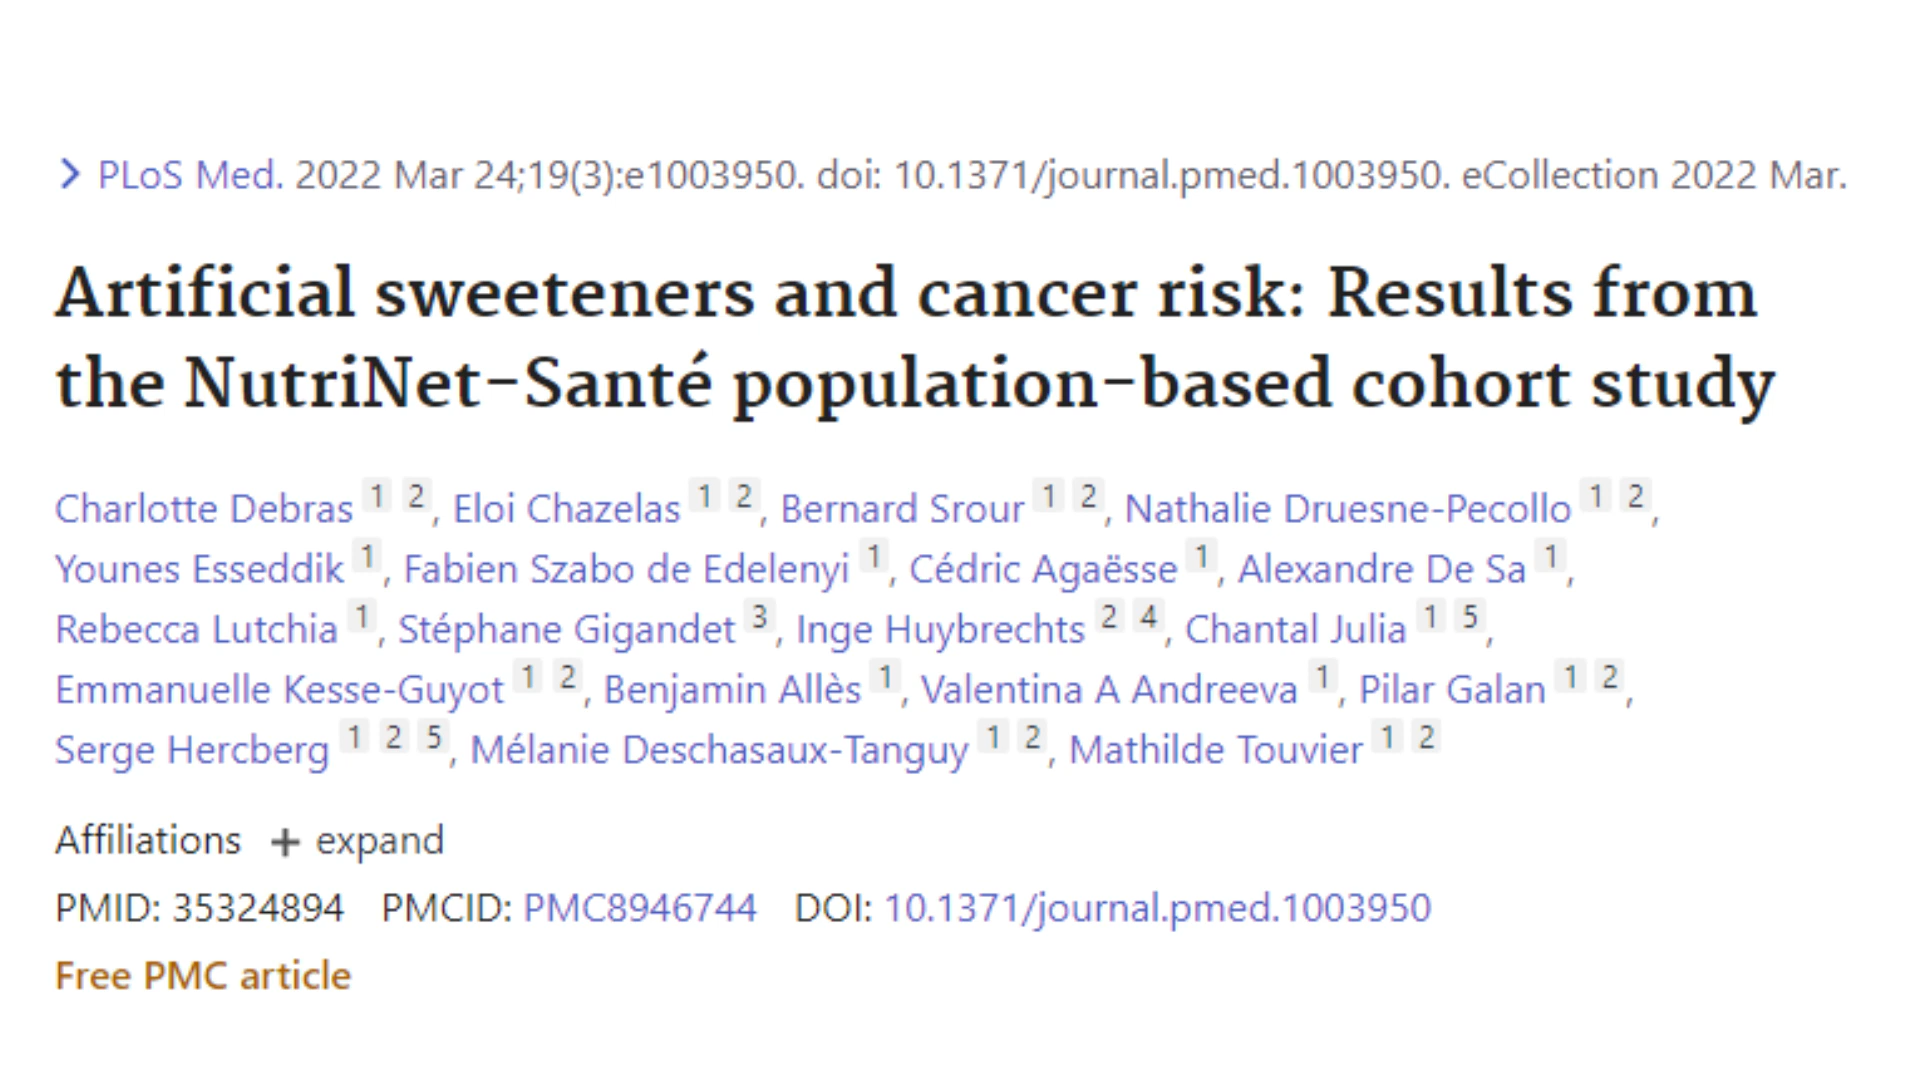 PLoS Med. 2022 Mar 24;19(3):e1003950. doi: 10.1371/journal.pmed.1003950. eCollection 2022 Mar.
Artificial sweeteners and cancer risk: Results from
the NutriNet-Santé population-based cohort study
Charlotte Debras 1 2, Eloi Chazelas 1 2, Bernard Srour 1 2, Nathalie Druesne-Pecollo 1 2,
Younes Esseddik 1, Fabien Szabo de Edelenyi 1, Cédric Agaësse 1, Alexandre De Sa 1,
Rebecca Lutchia 1, Stéphane Gigandet 3, Inge Huybrechts 2 4, Chantal Julia 1 5,
Emmanuelle Kesse-Guyot 1 2, Benjamin Allès 1, Valentina A Andreeva 1, Pilar Galan 1 2,
Serge Hercberg 1 2 5, Mélanie Deschasaux-Tanguy 1 2, Mathilde Touvier 1 2
Affiliations + expand
PMID: 35324894 PMCID: PMC8946744 DOI: 10.1371/journal.pmed.1003950
Free PMC article